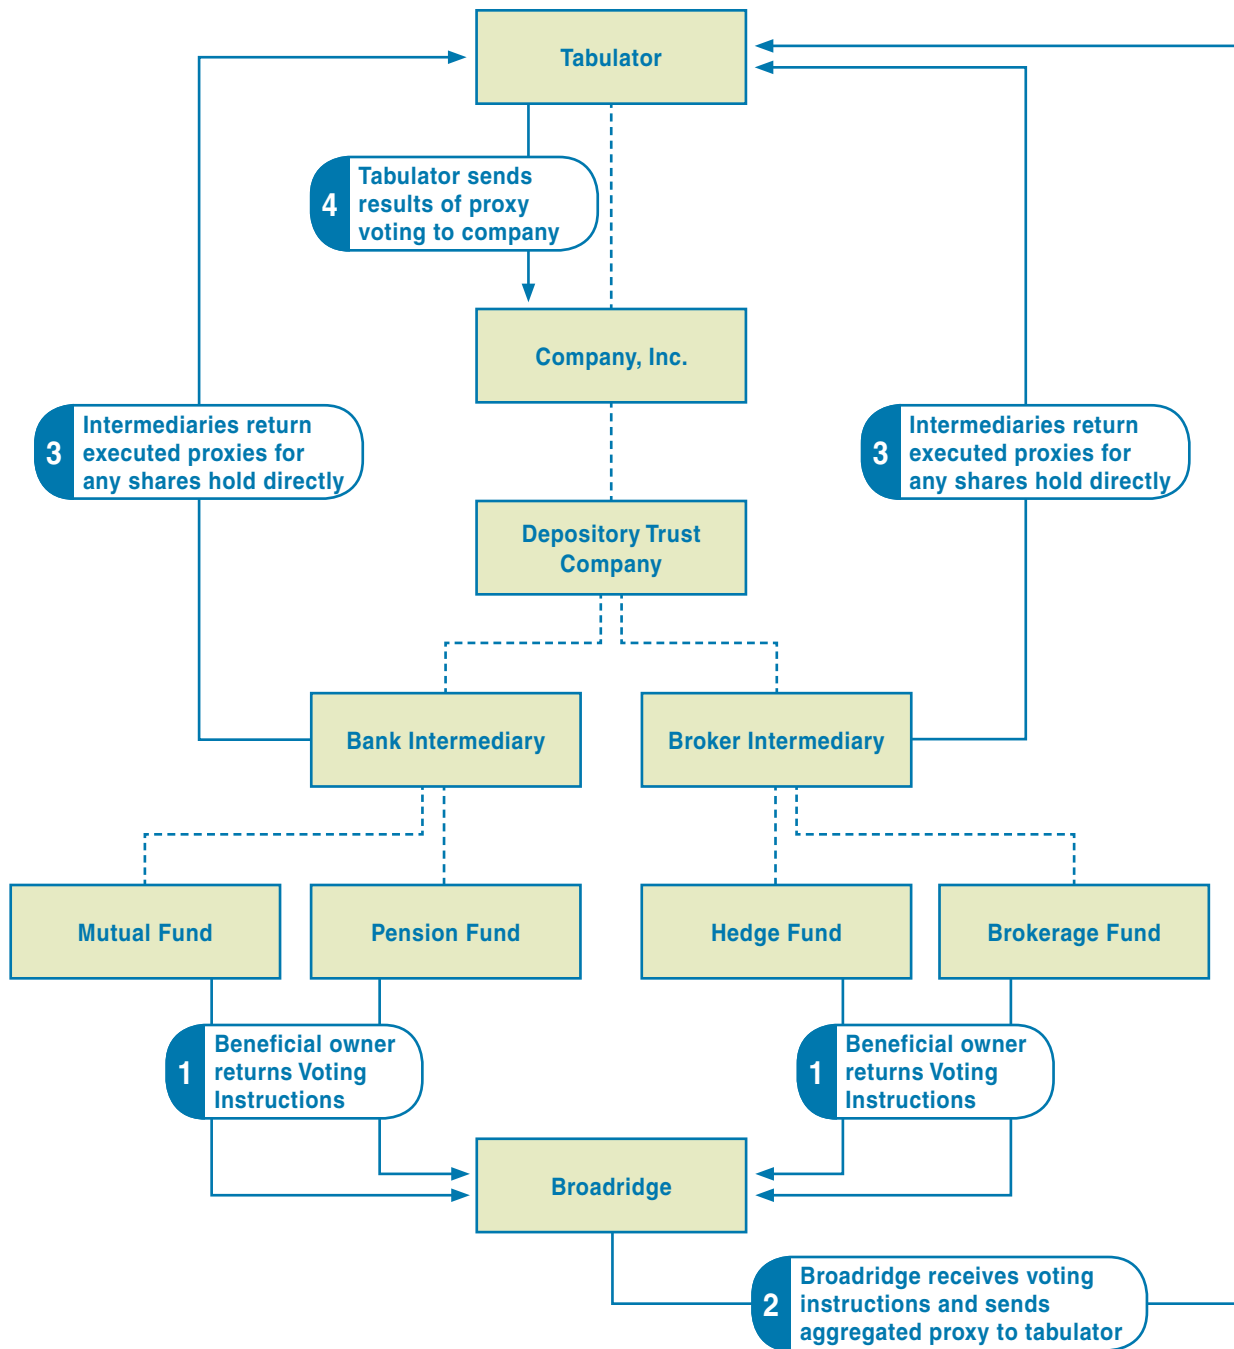 Tabulator
4
Tabulator sends
results of proxy
voting to company
Company, Inc.
3
Intermediaries return
executed proxies for
any shares hold directly
3
Intermediaries return
executed proxies for
any shares hold directly
Depository Trust
Company
Bank Intermediary
Broker Intermediary
Mutual Fund
Pension Fund
Hedge Fund
Brokerage Fund
1
Beneficial owner
returns Voting
Instructions
1
Beneficial owner
returns Voting
Instructions
Broadridge
2
Broadridge receives voting
instructions and sends
aggregated proxy to tabulator